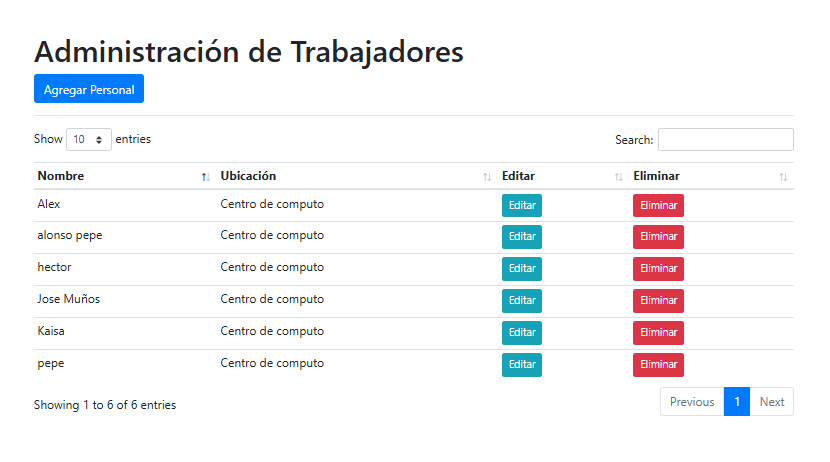 Administración de Trabajadores
Agregar Personal
Show 10 entries Search:
Nombre Ubicación Editar Eliminar
Alex Centro de computo Editar Eliminar
alonso pepe Centro de computo Editar Eliminar
hector Centro de computo Editar Eliminar
Jose Muños Centro de computo Editar Eliminar
Kaisa Centro de computo Editar Eliminar
pepe Centro de computo Editar Eliminar
Showing 1 to 6 of 6 entries Previous 1 Next